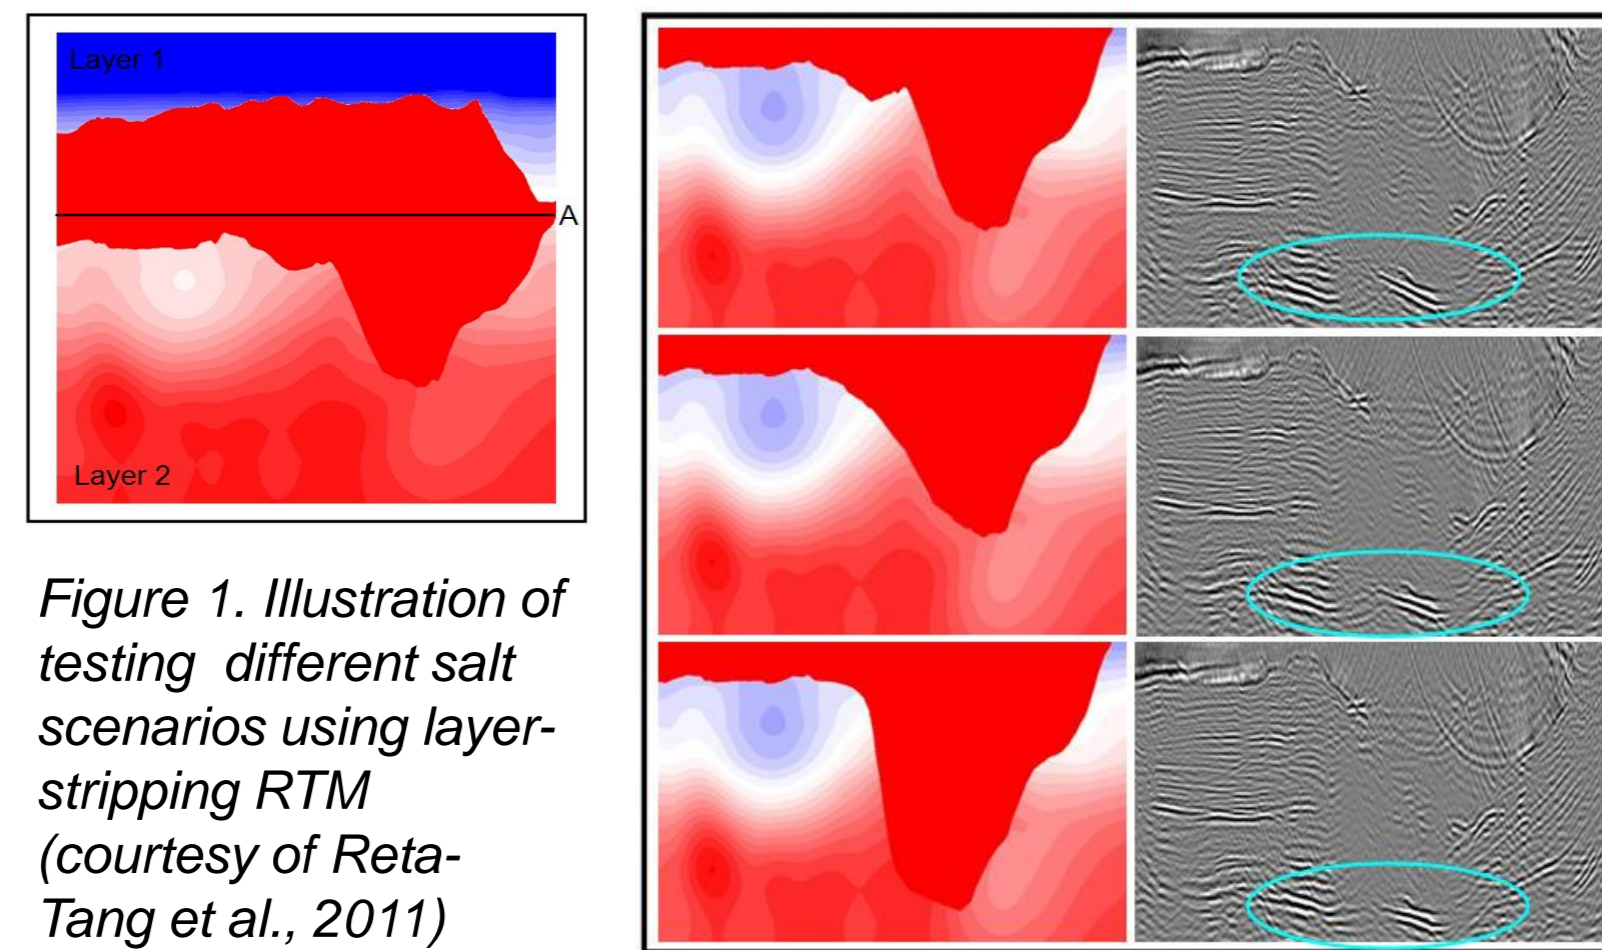 Layer 1
A
Layer 2
Figure 1. Illustration of
testing  different salt
scenarios using layer-
stripping RTM
(courtesy of Reta-
Tang et al., 2011)